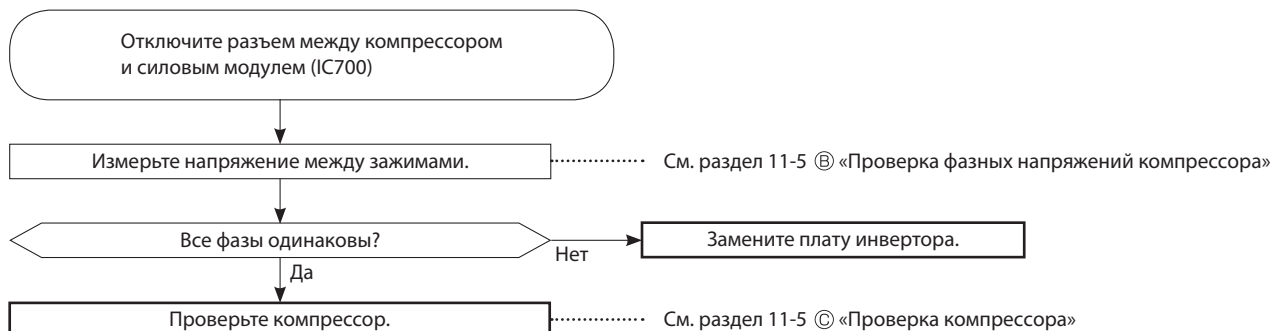 Отключите разъем между компрессором
и силовым модулем (IC700)
Измерьте напряжение между зажимами.
См. раздел 11-5 Ⓑ «Проверка фазных напряжений компрессора»
Все фазы одинаковы?
Нет
Замените плату инвертора.
Да
Проверьте компрессор.
См. раздел 11-5 Ⓒ «Проверка компрессора»